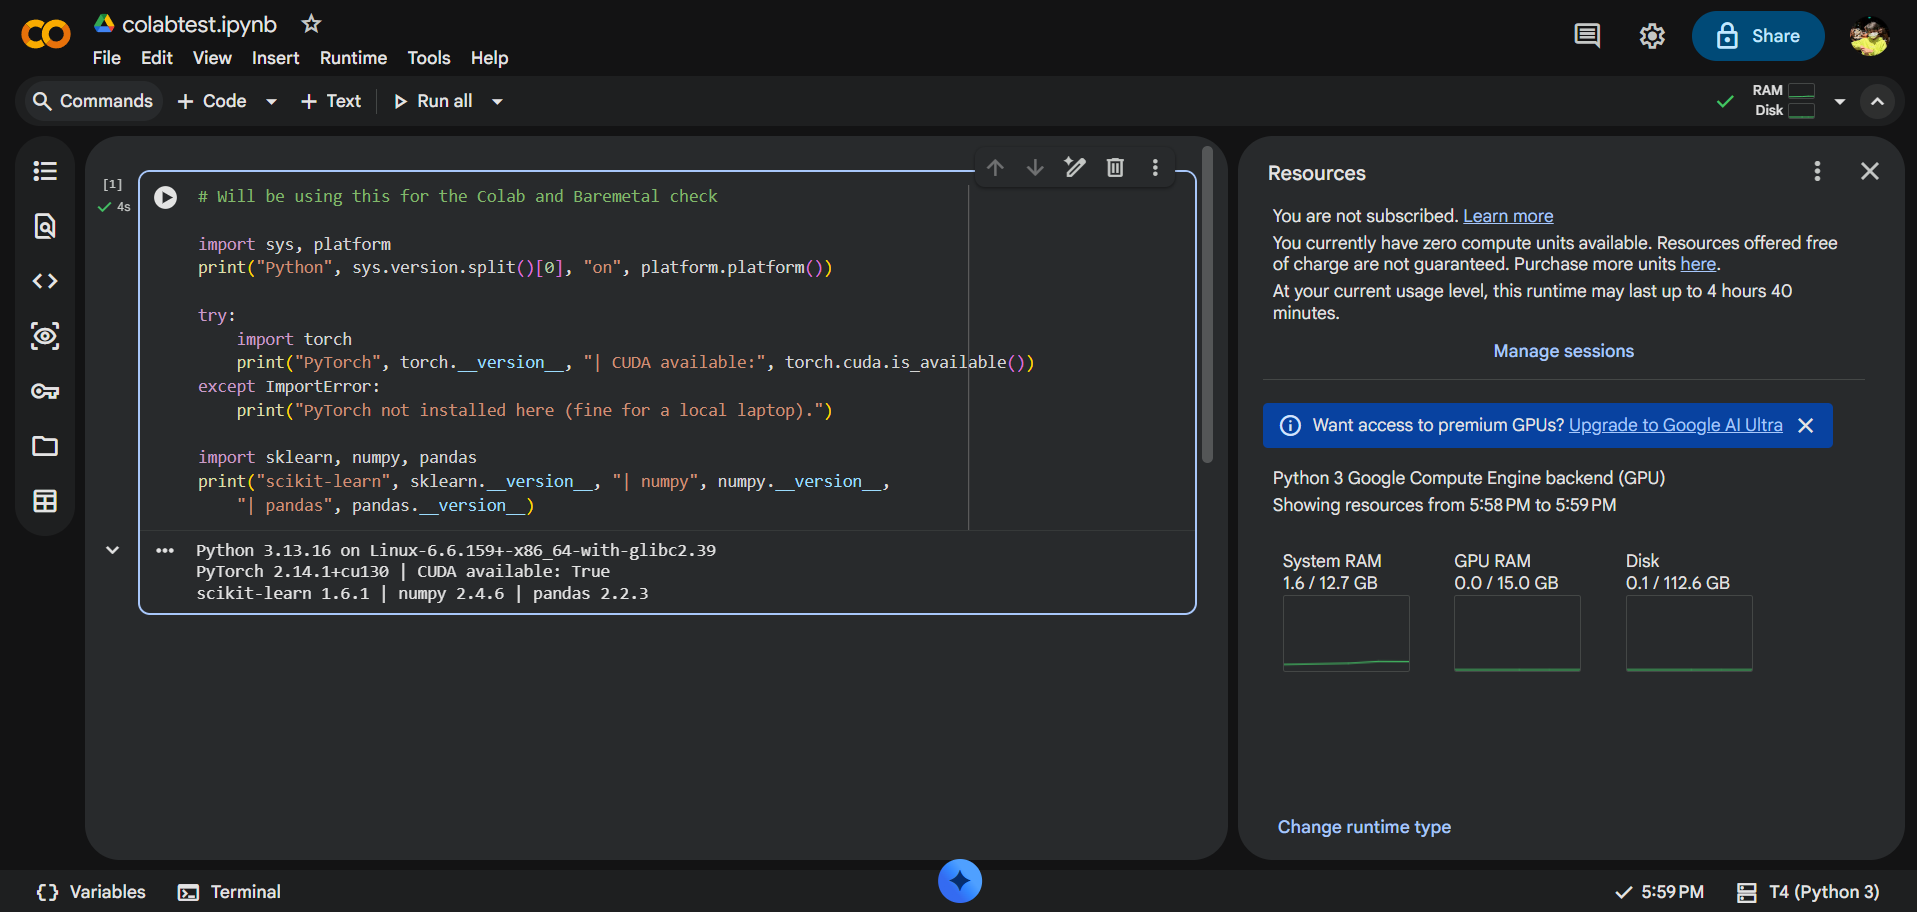 colabtest.ipynb
File Edit View Insert Runtime Tools Help
Share
Commands + Code + Text Run all
RAM
Disk
[1]
4s
# Will be using this for the Colab and Baremetal check
import sys, platform
print("Python", sys.version.split()[0], "on", platform.platform())
try:
    import torch
    print("PyTorch", torch.__version__, "| CUDA available:", torch.cuda.is_available())
except ImportError:
    print("PyTorch not installed here (fine for a local laptop).")
import sklearn, numpy, pandas
print("scikit-learn", sklearn.__version__, "| numpy", numpy.__version__,
    "| pandas", pandas.__version__)
Python 3.13.16 on Linux-6.6.159+-x86_64-with-glibc2.39
PyTorch 2.14.1+cu130 | CUDA available: True
scikit-learn 1.6.1 | numpy 2.4.6 | pandas 2.2.3
Resources
You are not subscribed. Learn more
You currently have zero compute units available. Resources offered free
of charge are not guaranteed. Purchase more units here.
At your current usage level, this runtime may last up to 4 hours 40
minutes.
Manage sessions
Want access to premium GPUs? Upgrade to Google AI Ultra
Python 3 Google Compute Engine backend (GPU)
Showing resources from 5:58 PM to 5:59 PM
System RAM
1.6 / 12.7 GB
GPU RAM
0.0 / 15.0 GB
Disk
0.1 / 112.6 GB
Change runtime type
Variables Terminal
5:59 PM T4 (Python 3)